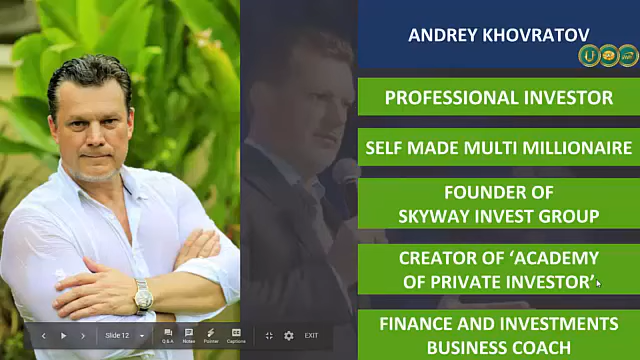 ANDREY KHOVRATOV
PROFESSIONAL INVESTOR
SELF MADE MULTI MILLIONAIRE
FOUNDER OF
SKYWAY INVEST GROUP
CREATOR OF ‘ACADEMY
OF PRIVATE INVESTOR’
FINANCE AND INVESTMENTS
BUSINESS COACH
Slide 12
Q&A
Notes
Pointer
Captions
EXIT